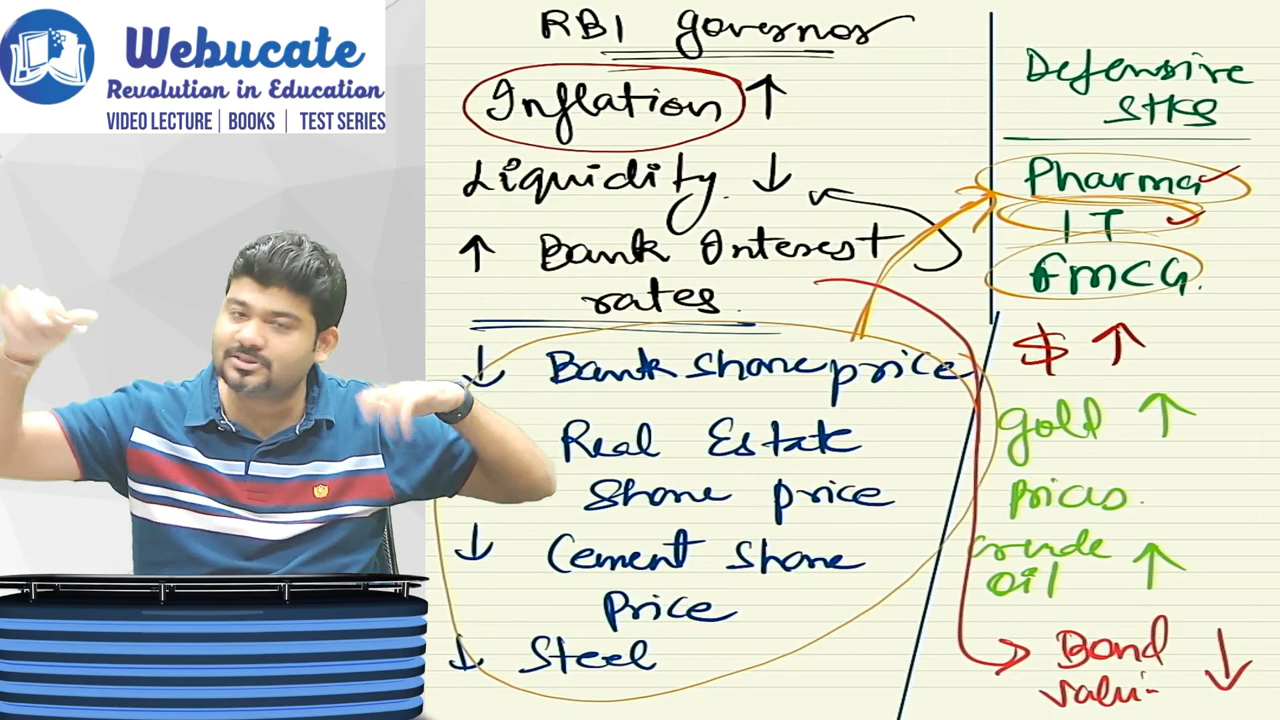 Webucate
Revolution in Education
VIDEO LECTURE | BOOKS | TEST SERIES
RBI governor
Inflation ↑
Liquidity ↓
↑ Bank Interest
rates
↓ Bank share price
Real Estate
Share price
↓ Cement Share
Price
↓ Steel
Defensive
Stks
Pharma
IT
FMCG
$ ↑
Gold ↑
Prices
Crude
oil ↑
Bond ↓